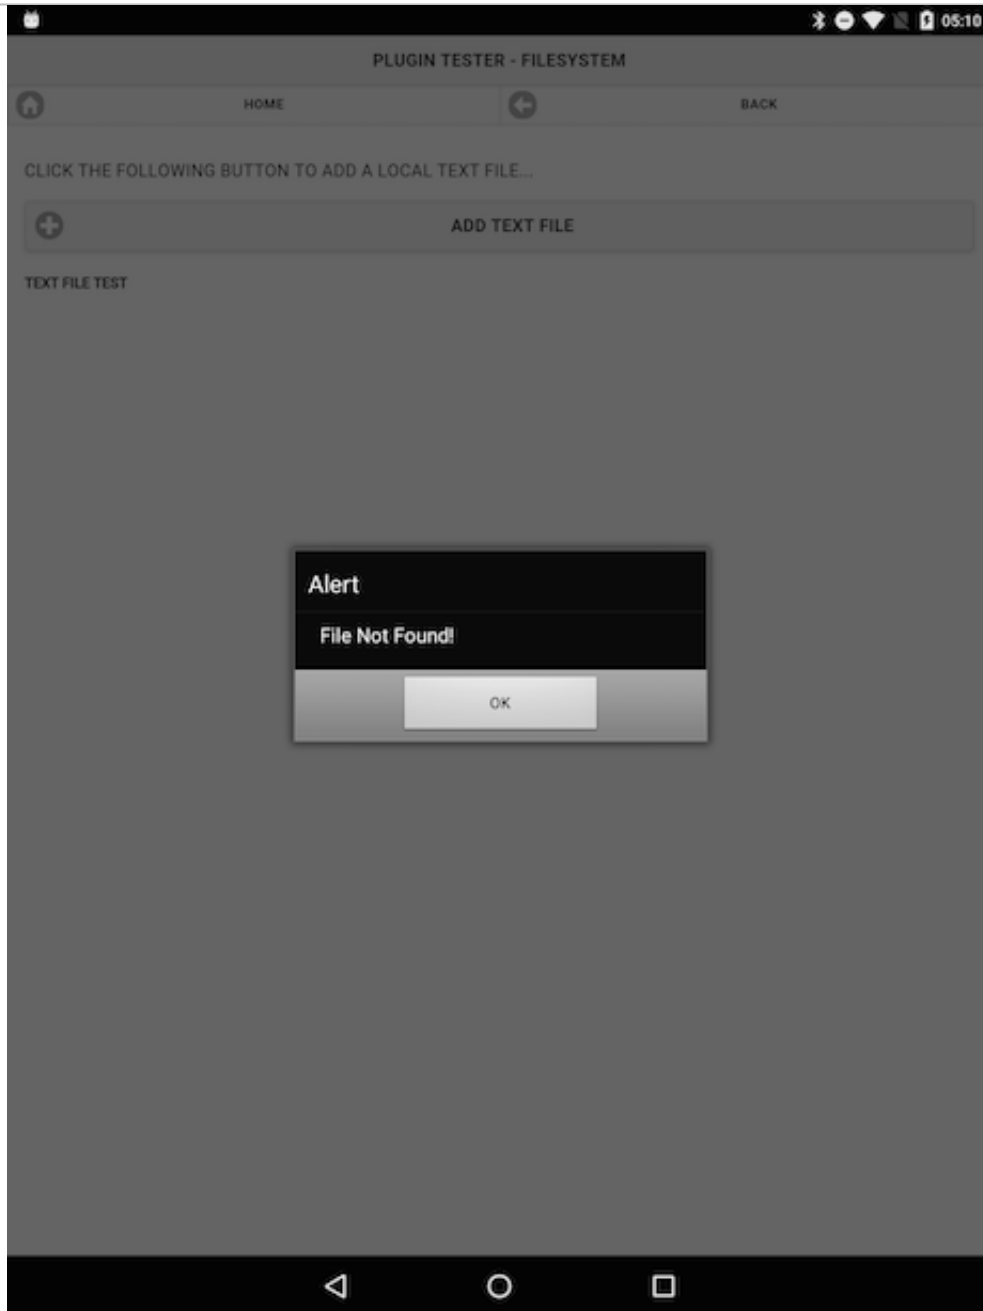 05:10
PLUGIN TESTER - FILESYSTEM
HOME
BACK
CLICK THE FOLLOWING BUTTON TO ADD A LOCAL TEXT FILE...
ADD TEXT FILE
TEXT FILE TEST
Alert
File Not Found!
OK